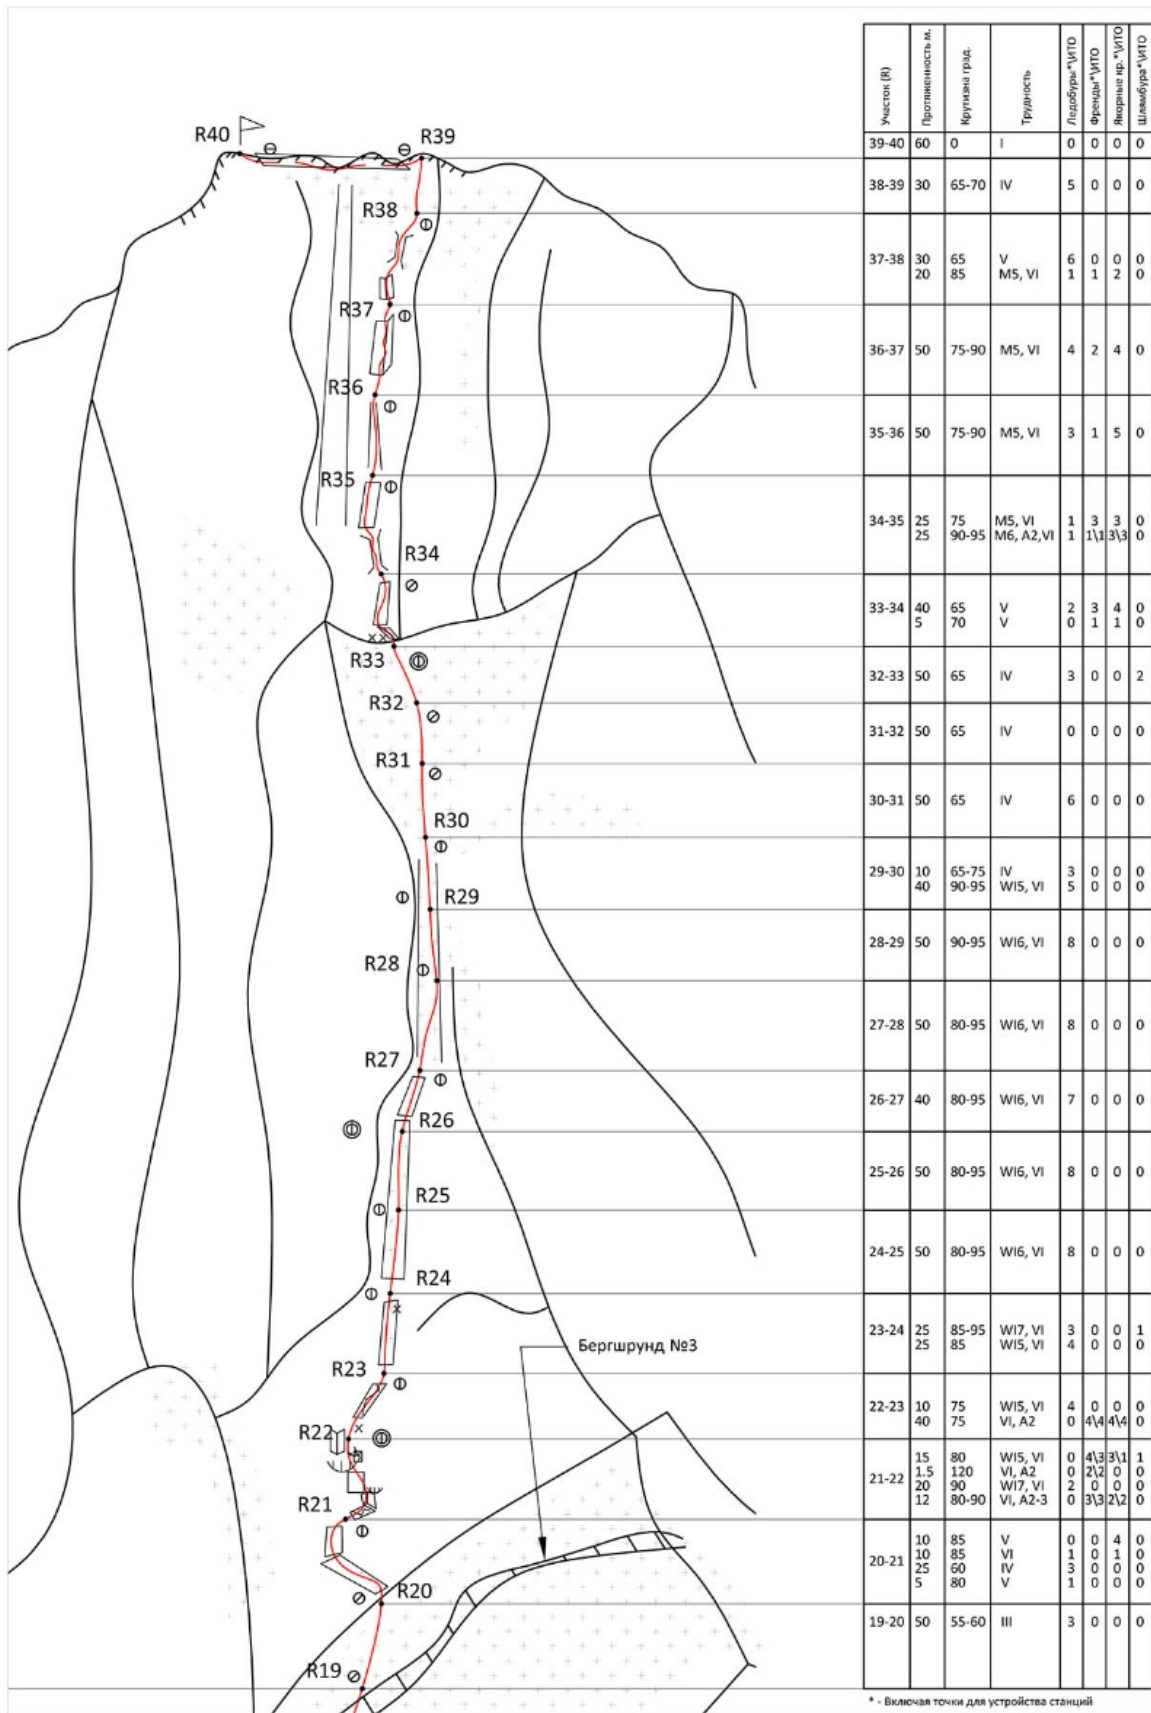 Участок (R) Протяженность м. Крутизна град. Трудность Ледобуры*\ИТО Френды*\ИТО Якорные кр.*\ИТО Шлямбура*\ИТО
R40 R39 39-40 60 0 I 0 0 0 0
R38 38-39 30 65-70 IV 5 0 0 0
37-38 30 65 V 6 0 0 0
20 85 M5, VI 1 1 2 0
R37
36-37 50 75-90 M5, VI 4 2 4 0
R36
35-36 50 75-90 M5, VI 3 1 5 0
R35
34-35 25 75 M5, VI 1 3 3 0
25 90-95 M6, A2,VI 1 1\1 3\3 0
R34
33-34 40 65 V 2 3 4 0
5 70 V 0 1 1 0
R33
32-33 50 65 IV 3 0 0 2
R32
31-32 50 65 IV 0 0 0 0
R31
30-31 50 65 IV 6 0 0 0
R30
29-30 10 65-75 IV 3 0 0 0
40 90-95 WI5, VI 5 0 0 0
R29
28-29 50 90-95 WI6, VI 8 0 0 0
R28
27-28 50 80-95 WI6, VI 8 0 0 0
R27
26-27 40 80-95 WI6, VI 7 0 0 0
R26
25-26 50 80-95 WI6, VI 8 0 0 0
R25
24-25 50 80-95 WI6, VI 8 0 0 0
R24
23-24 25 85-95 WI7, VI 3 0 0 1
25 85 WI5, VI 4 0 0 0
Бергшрунд №3
R23
22-23 10 75 WI5, VI 4 0 0 0
40 75 VI, A2 0 4\4 4\4 0
R22
15 80 WI5, VI 0 4\3 3\1 1
21-22 1.5 120 VI, A2 0 2\2 0 0
20 90 WI7, VI 2 0 0 0
12 80-90 VI, A2-3 0 3\3 2\2 0
R21
10 85 V 0 0 4 0
20-21 10 85 VI 1 0 1 0
25 60 IV 3 0 0 0
5 80 V 1 0 0 0
R20
19-20 50 55-60 III 3 0 0 0
R19
* - Включая точки для устройства станций